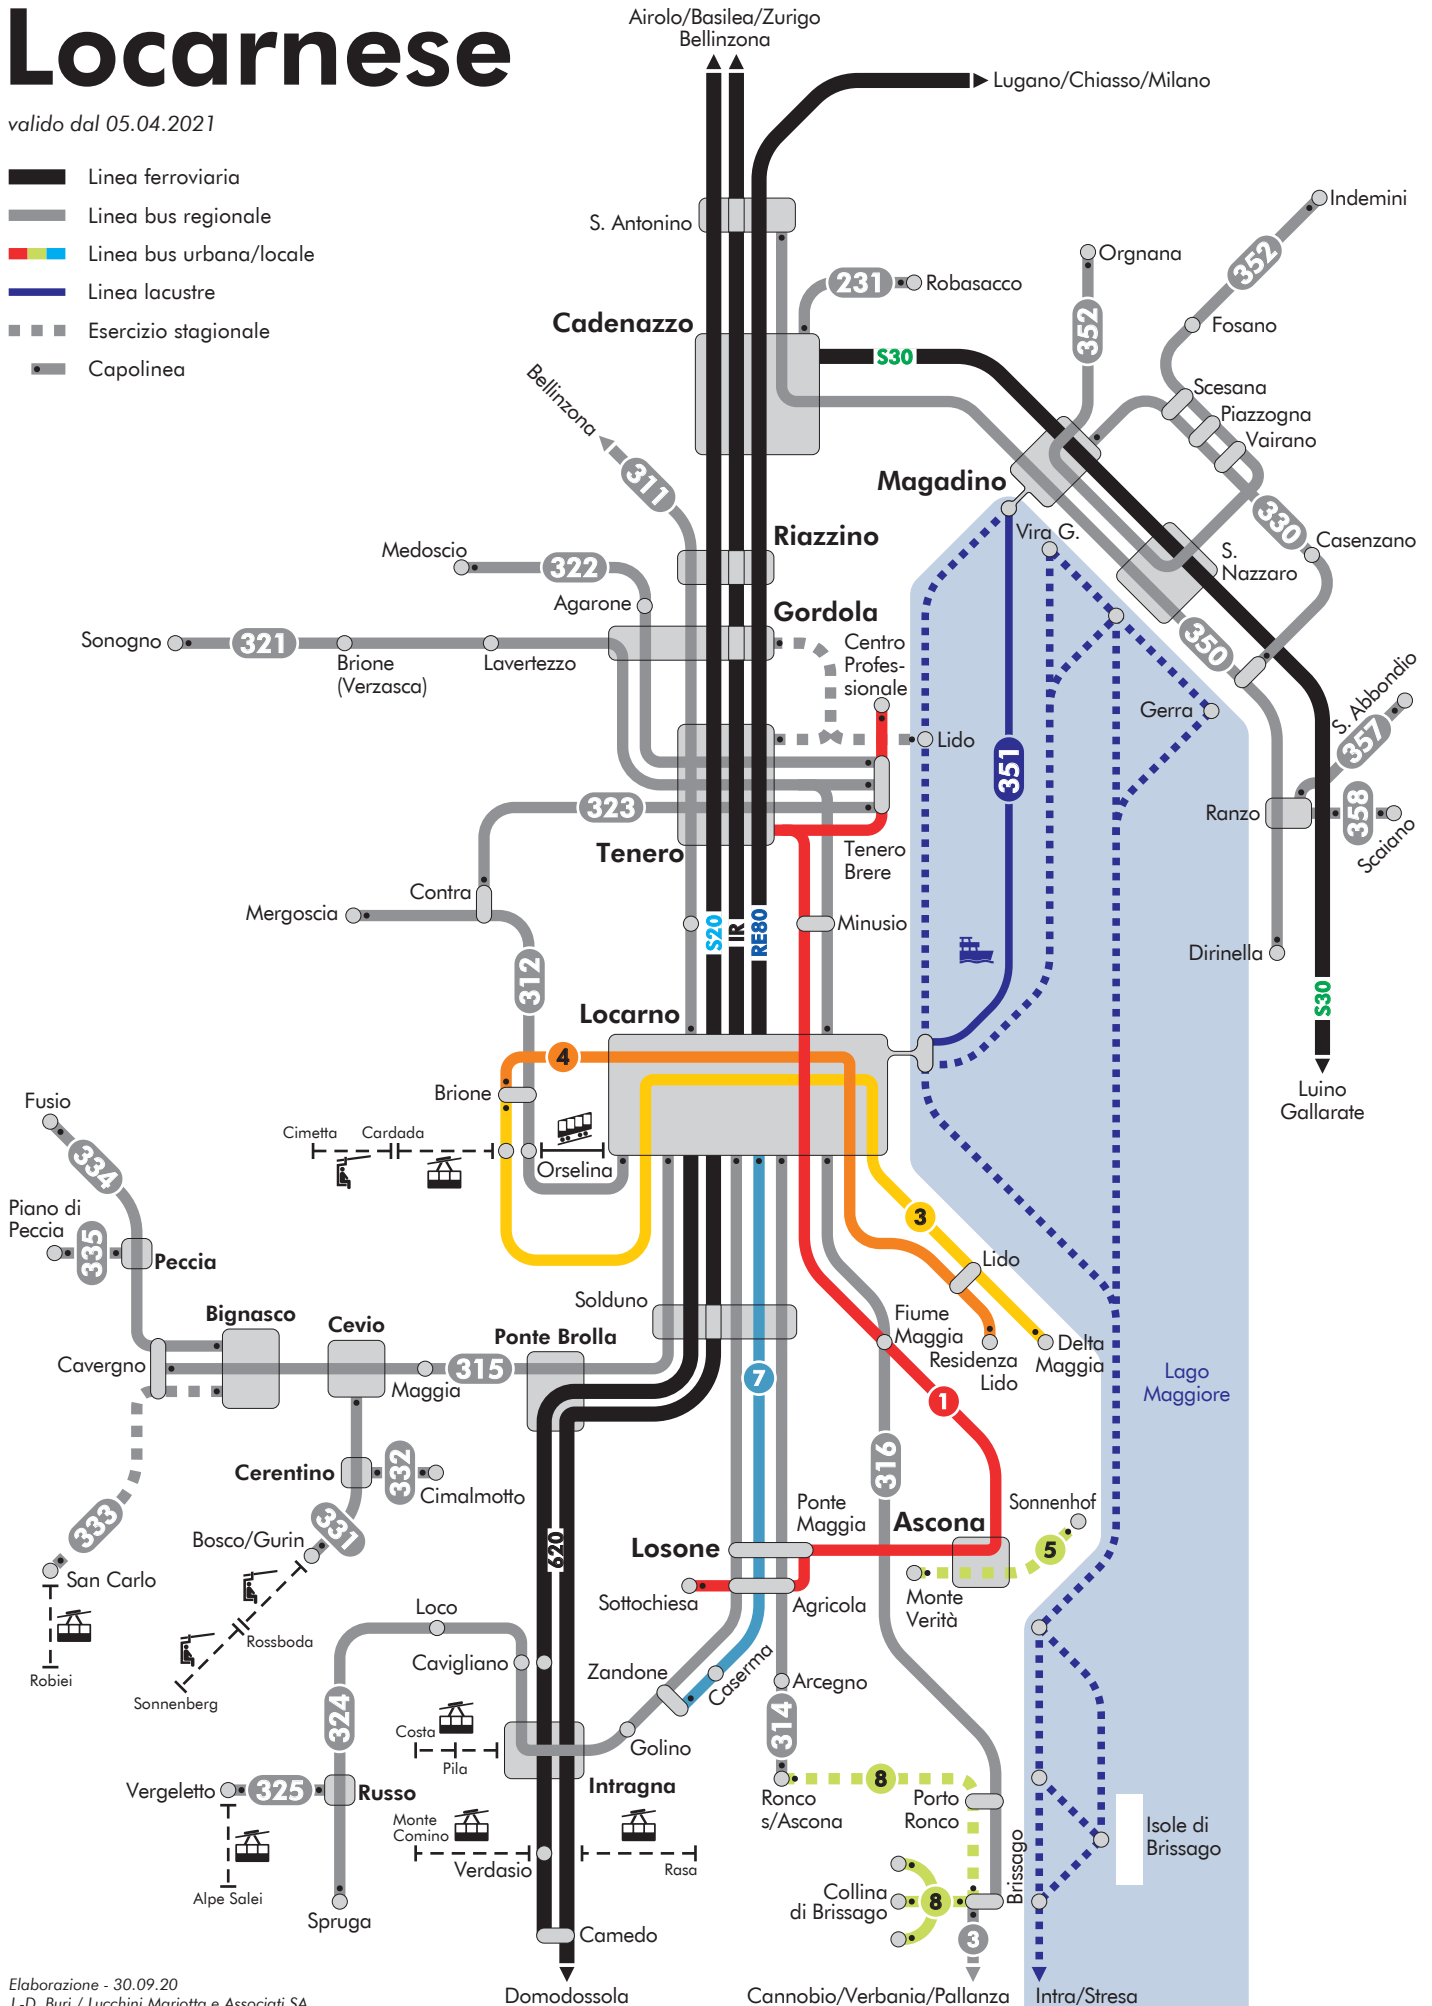 Locarnese
valido dal 05.04.2021
Linea ferroviaria
Linea bus regionale
Linea bus urbana/locale
Linea lacustre
Esercizio stagionale
Capolinea
Airolo/Basilea/Zurigo
Bellinzona
Lugano/Chiasso/Milano
S. Antonino
Indemini
352
Orgnana
352
231
Robasacco
Fosano
Cadenazzo
S30
Bellinzona
311
Scesana
Piazzogna
Vairano
Magadino
330
Vira G.
Riazzino
Casenzano
S.
Nazzaro
Medoscio
322
Agarone
Gordola
Sonogno
321
Brione
(Verzasca)
Lavertezzo
Centro
Profes-
sionale
350
S. Abbondio
357
Gerra
Lido
351
323
Ranzo
358
Scaiano
Tenero
Tenero
Brere
Contra
Mergoscia
S20
IR
RE80
Minusio
312
Dirinella
S30
Locarno
4
Luino
Gallarate
Brione
Fusio
334
Cimetta
Cardada
Orselina
Piano di
Peccia
335
Peccia
3
Lido
Solduno
Bignasco
Cevio
Ponte Brolla
Fiume
Maggia
Residenza
Lido
Delta
Maggia
Cavergno
Maggia
315
7
1
Lago
Maggiore
316
Cerentino
332
Cimalmotto
333
Bosco/Gurin
331
620
Ponte
Maggia
Ascona
Sonnenhof
5
Losone
San Carlo
Sottochiesa
Agricola
Monte
Verità
Loco
Rossboda
Robiei
Sonnenberg
Cavigliano
Zandone
Caserma
Arcegno
324
314
Costa
Pila
Golino
Intragna
Vergeletto
325
Russo
Ronco
s/Ascona
8
Porto
Ronco
Monte
Comino
Isole di
Brissago
Verdasio
Rasa
Brissago
Alpe Salei
Collina
di Brissago
8
Spruga
Camedo
3
Elaborazione - 30.09.20
J.-D. Buri / Lucchini Mariotta e Associati SA
Domodossola
Cannobio/Verbania/Pallanza
Intra/Stresa